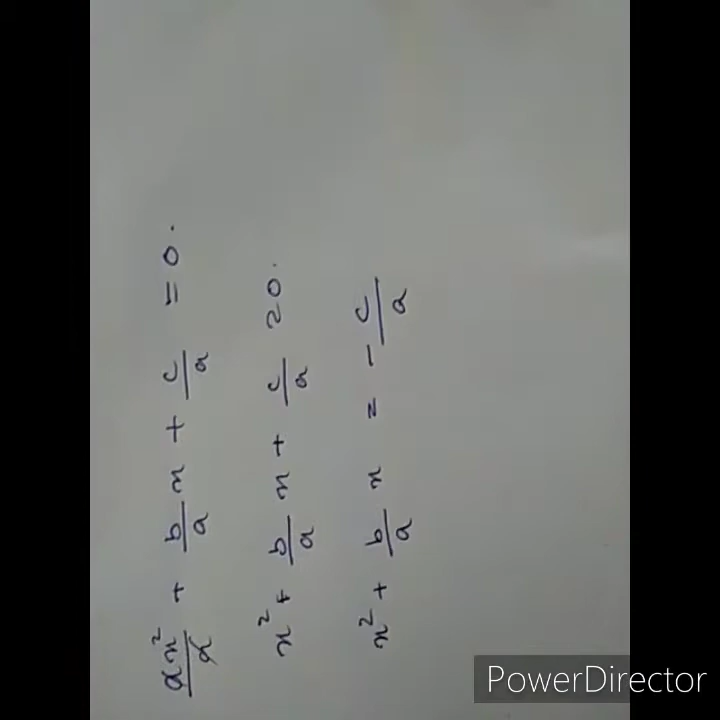 ax²/a + b/a x + c/a = 0.
x² + b/a x + c/a = 0.
x² + b/a x = - c/a
PowerDirector